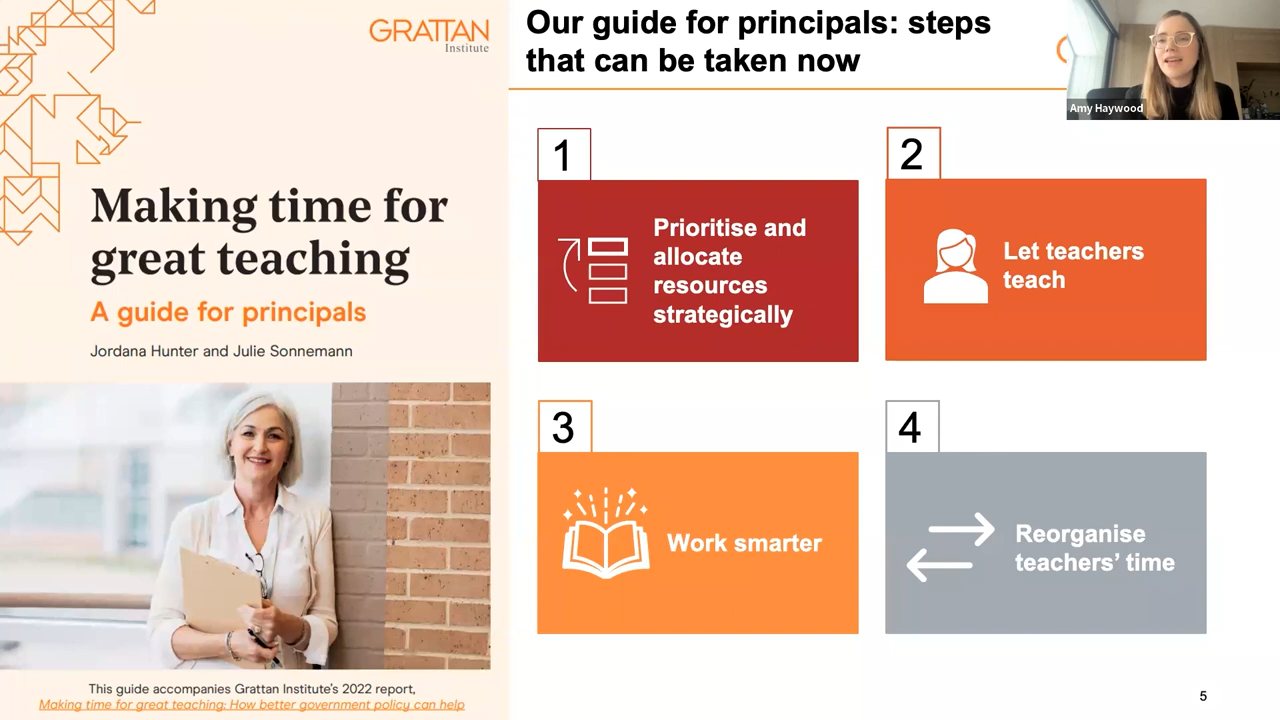 GRATTAN
Institute
Making time for
great teaching
A guide for principals
Jordana Hunter and Julie Sonnemann
This guide accompanies Grattan Institute's 2022 report,
Making time for great teaching: How better government policy can help
Our guide for principals: steps
that can be taken now
Amy Haywood
1
Prioritise and
allocate
resources
strategically
2
Let teachers
teach
3
Work smarter
4
Reorganise
teachers' time
5